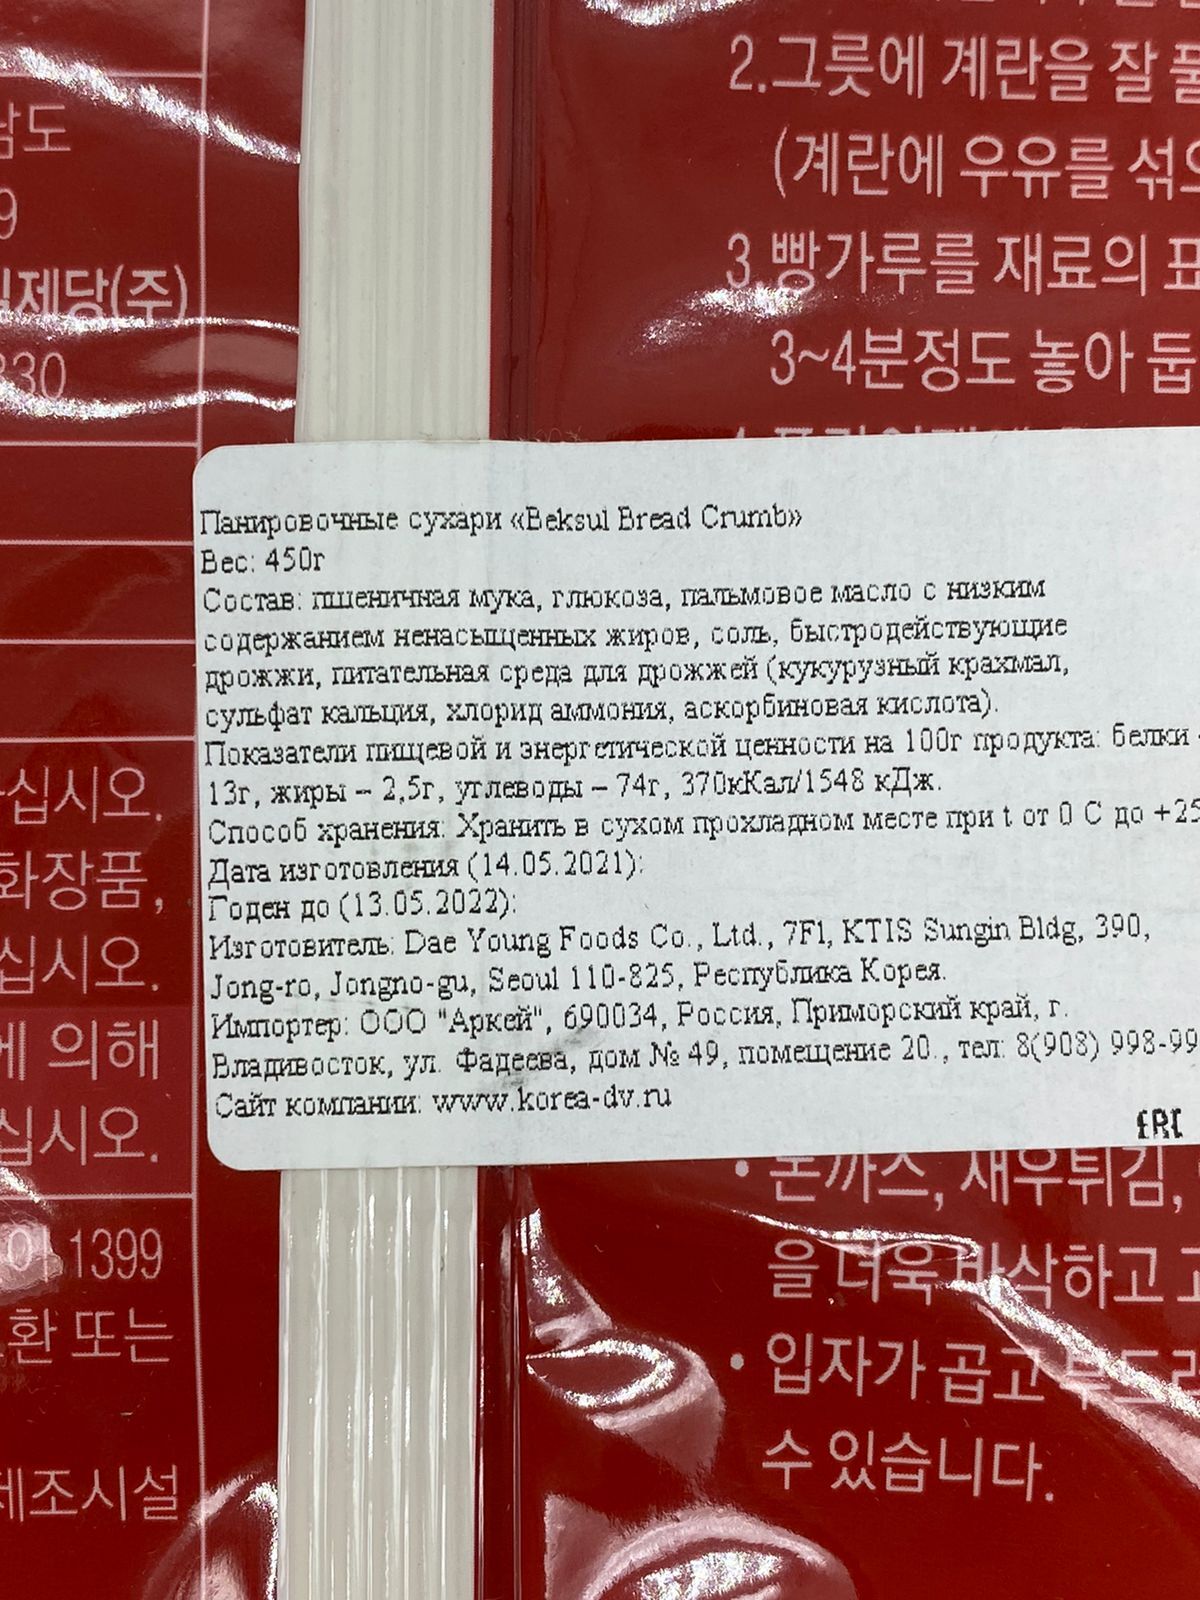 남도
9
제당(주)
330
십시오.
화장품,
십시오.
에 의해
십시오.
1399
환 또는
제조시설
2.그릇에 계란을 잘
(계란에 우유를
3.빵가루를 재료의
3~4분정도 놓아
Панировочные сухари «Beksul Bread Crumb»
Вес: 450г
Состав: пшеничная мука, глюкоза, пальмовое масло с низким
содержанием ненасыщенных жиров, соль, быстродействующие
дрожжи, питательная среда для дрожжей (кукурузный крахмал,
сульфат кальция, хлорид аммония, аскорбиновая кислота).
Показатели пищевой и энергетической ценности на 100г продукта: белки -
13г, жиры – 2,5г, углеводы – 74г, 370кКал/1548 кДж.
Способ хранения: Хранить в сухом прохладном месте при t от 0 С до +25
Дата изготовления (14.05.2021):
Годен до (13.05.2022):
Изготовитель: Dae Young Foods Co., Ltd., 7Fl, KTIS Sungin Bldg, 390,
Jong-ro, Jongno-gu, Seoul 110-825, Республика Корея.
Импортер: ООО "Аркей", 690034, Россия, Приморский край, г.
Владивосток, ул. Фадеева, дом № 49, помещение 20., тел: 8(908) 998-99
Сайт компании: www.korea-dv.ru
EAC
• 돈까스, 새우튀김,
을 더욱 바삭하고
• 입자가 곱고
수 있습니다.